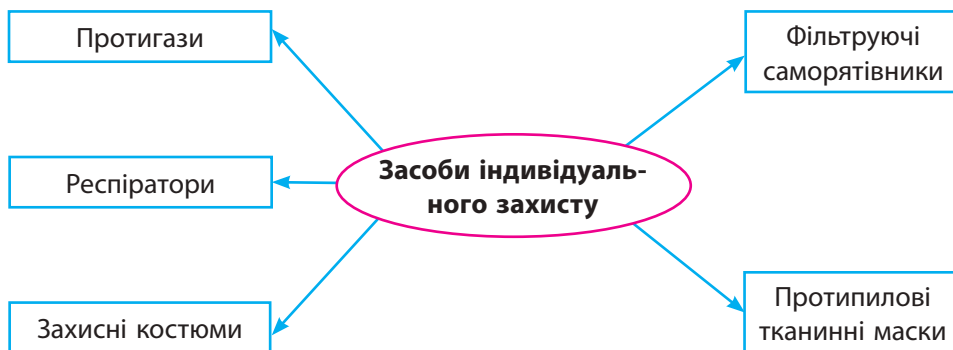 Протигази
Фільтруючі
саморятівники
Респіратори
Засоби індивідуаль-
ного захисту
Захисні костюми
Протипилові
тканинні маски